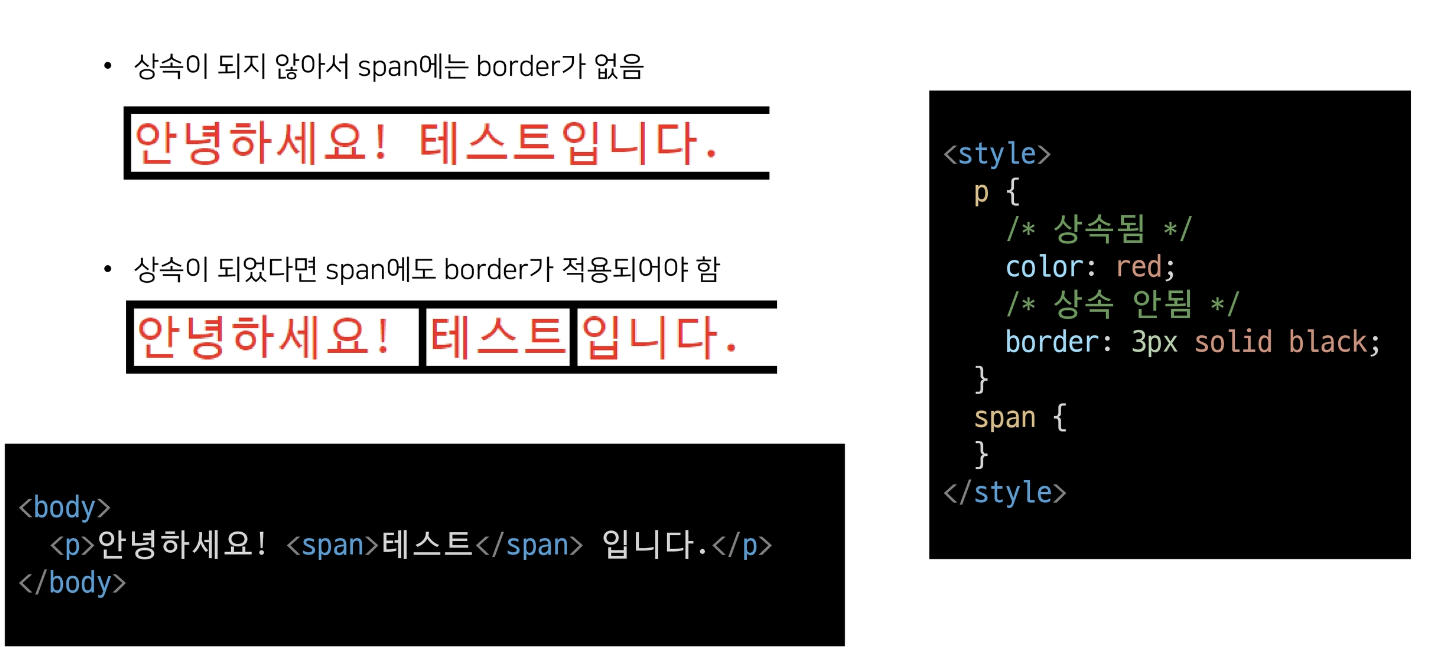 • 상속이 되지 않아서 span에는 border가 없음
안녕하세요! 테스트입니다.
• 상속이 되었다면 span에도 border가 적용되어야 함
안녕하세요! 테스트 입니다.
<body>
<p>안녕하세요! <span>테스트</span> 입니다.</p>
</body>
<style>
p {
/* 상속됨 */
color: red;
/* 상속 안됨 */
border: 3px solid black;
}
span {
}
</style>